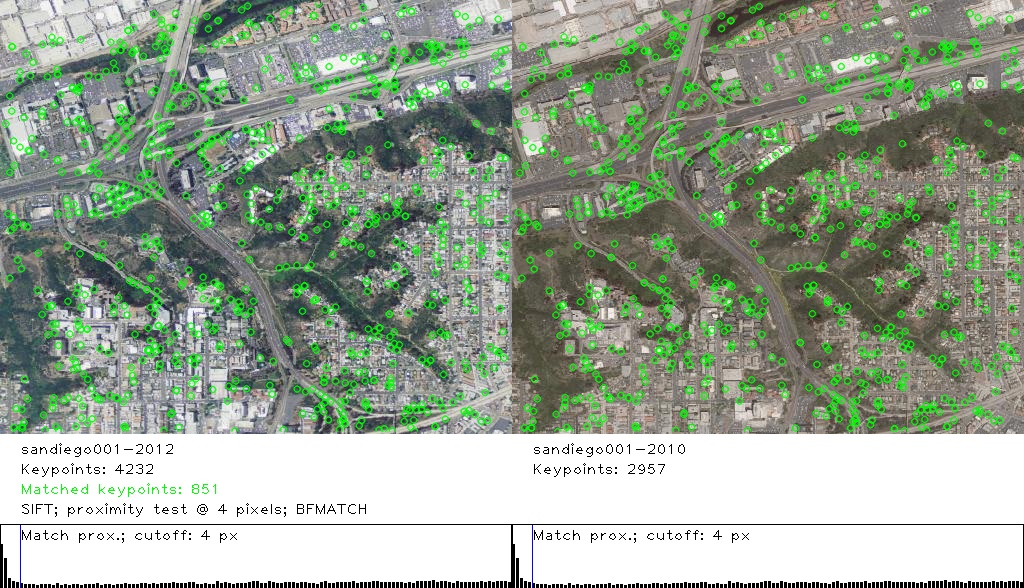 sandiego001-2012
Keypoints: 4232
Matched keypoints: 851
SIFT; proximity test @ 4 pixels; BFMATCH
sandiego001-2010
Keypoints: 2957
Match prox.; cutoff: 4 px
Match prox.; cutoff: 4 px